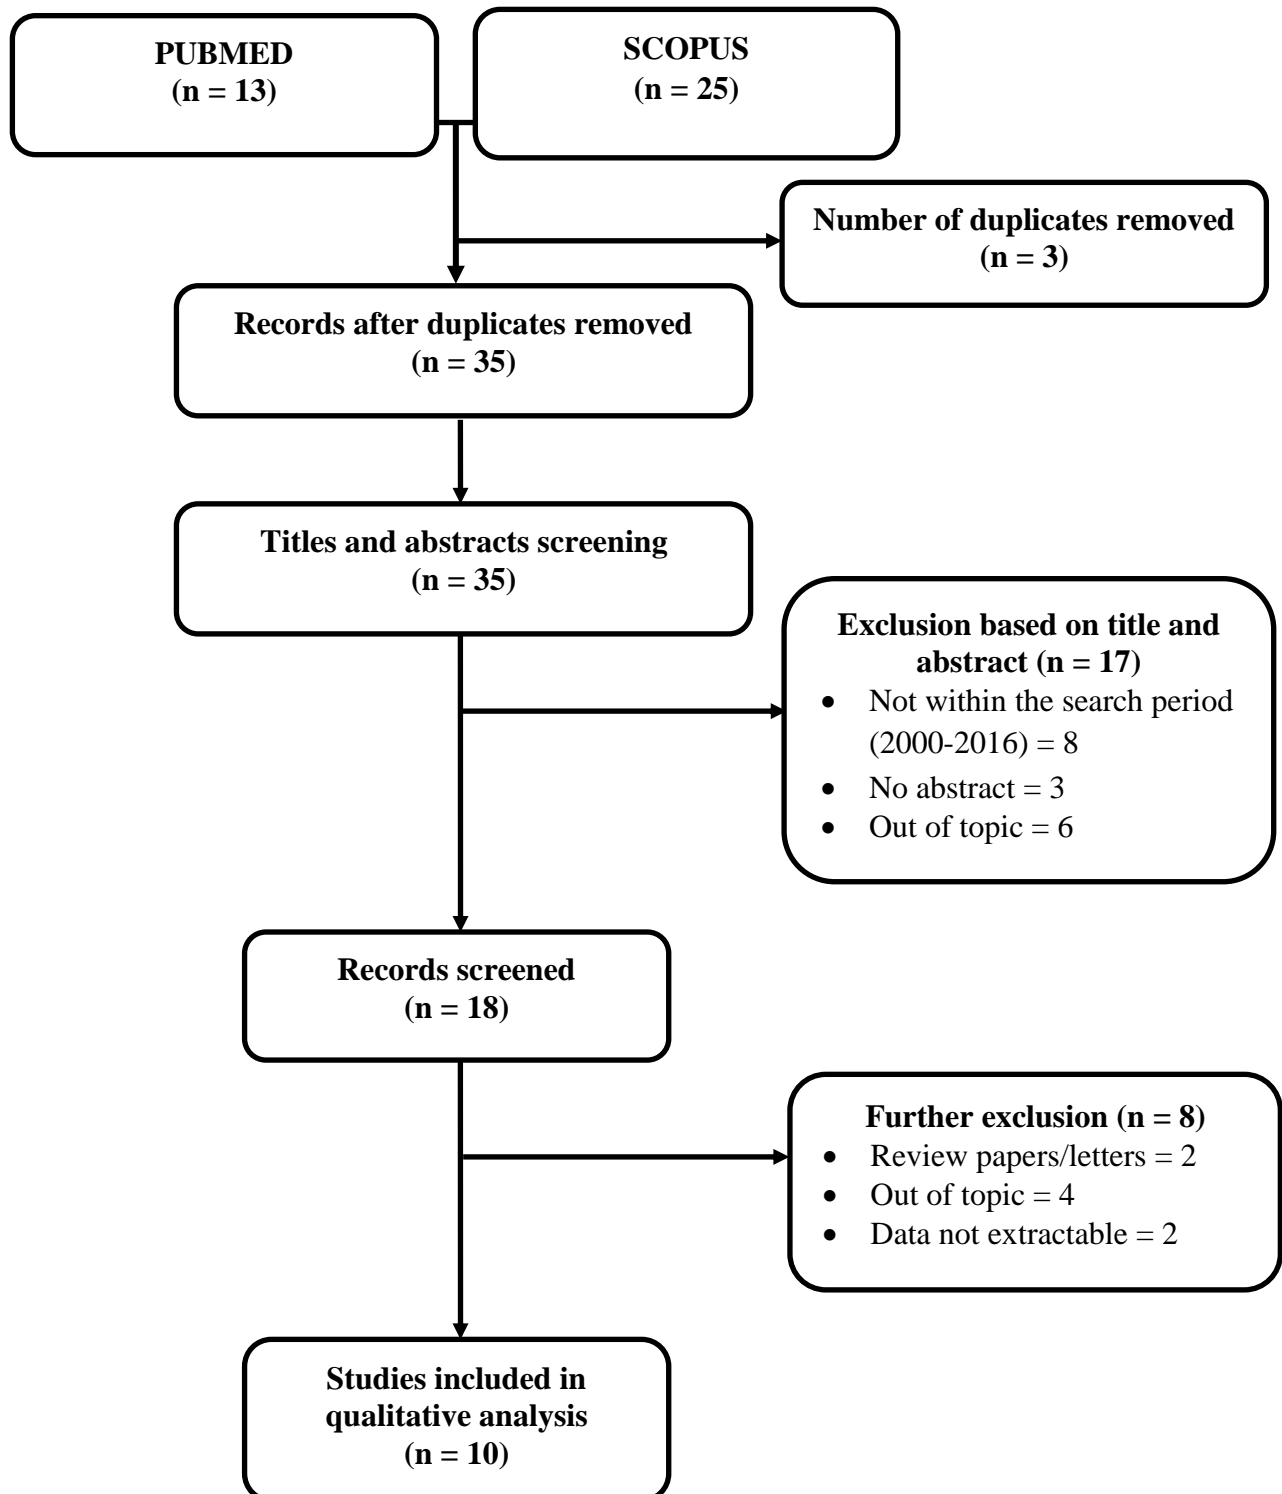 PUBMED
(n = 13)
SCOPUS
(n = 25)
Number of duplicates removed
(n = 3)
Records after duplicates removed
(n = 35)
Titles and abstracts screening
(n = 35)
Exclusion based on title and
abstract (n = 17)
• Not within the search period
(2000-2016) = 8
• No abstract = 3
• Out of topic = 6
Records screened
(n = 18)
Further exclusion (n = 8)
• Review papers/letters = 2
• Out of topic = 4
• Data not extractable = 2
Studies included in
qualitative analysis
(n = 10)